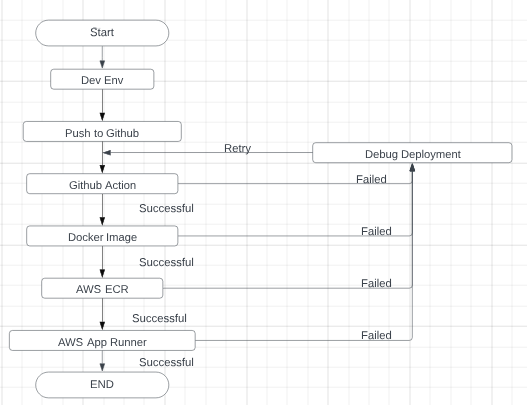 Start
Dev Env
Push to Github
Retry
Debug Deployment
Github Action
Failed
Successful
Docker Image
Failed
Successful
AWS ECR
Failed
Successful
AWS App Runner
Failed
Successful
END